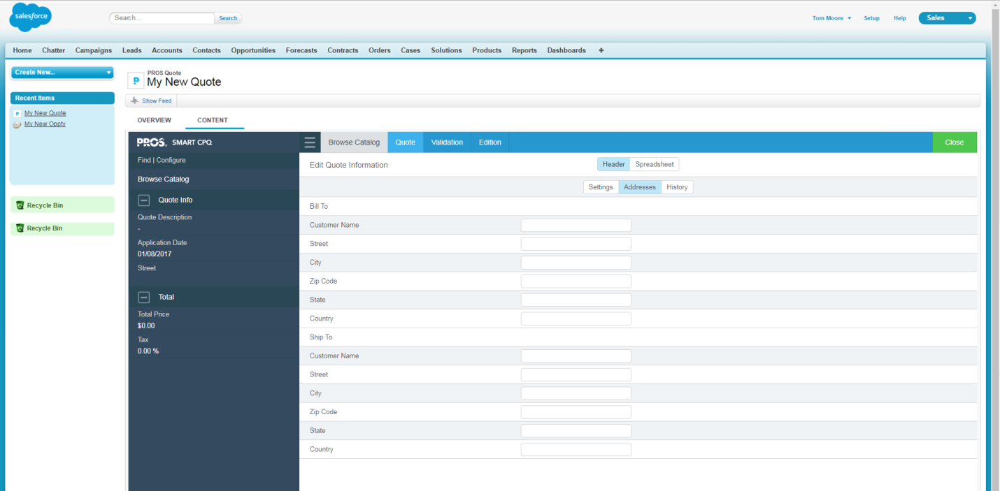 salesforce
Search...
Search
Tom Moore
Setup
Help
Sales
Home Chatter Campaigns Leads Accounts Contacts Opportunities Forecasts Contracts Orders Cases Solutions Products Reports Dashboards +
Create New...
Recent Items
P My New Quote
My New Oppty
Recycle Bin
Recycle Bin
P
PROS Quote
My New Quote
Show Feed
OVERVIEW CONTENT
PROS SMART CPQ
Find | Configure
Browse Catalog
Quote Info
Quote Description
-
Application Date
01/08/2017
Street
Total
Total Price
$0.00
Tax
0.00 %
Browse Catalog Quote Validation Edition Close
Edit Quote Information
Header Spreadsheet
Settings Addresses History
Bill To
Customer Name
Street
City
Zip Code
State
Country
Ship To
Customer Name
Street
City
Zip Code
State
Country